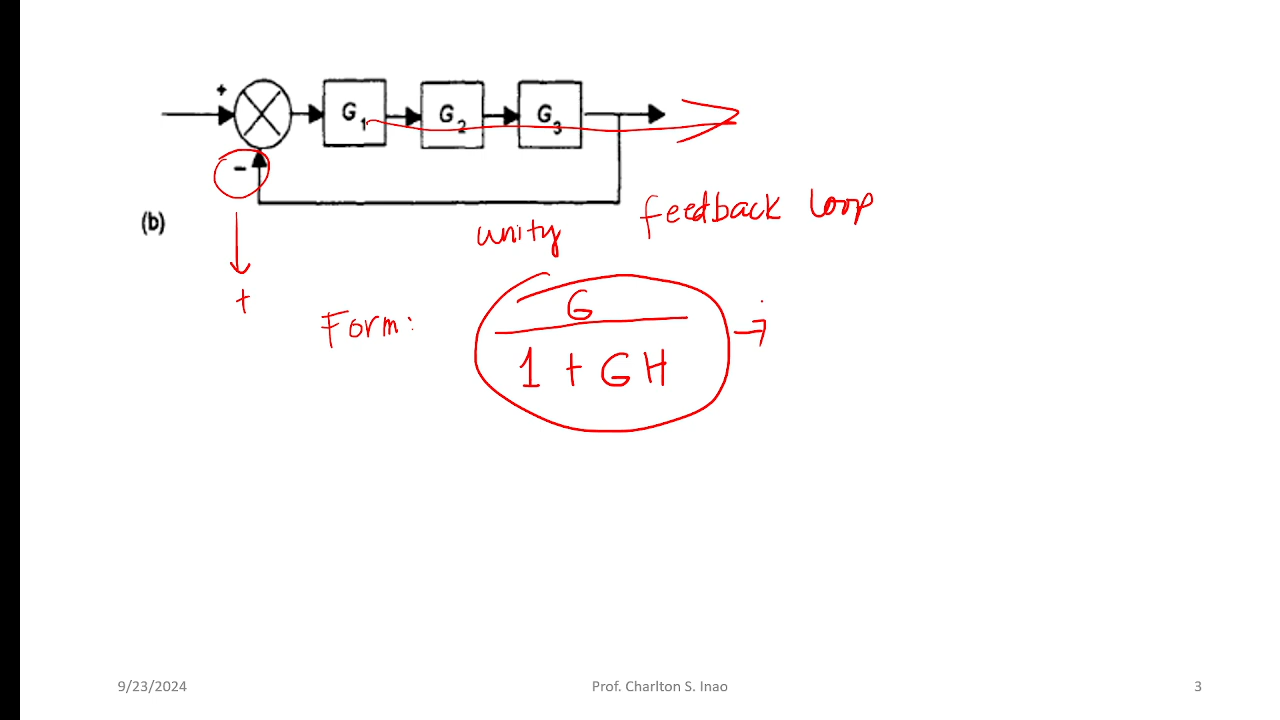 +
G1 G2 G3
-
(b)
feedback loop
unity
+
Form:
G
1 + GH
9/23/2024 Prof. Charlton S. Inao 3